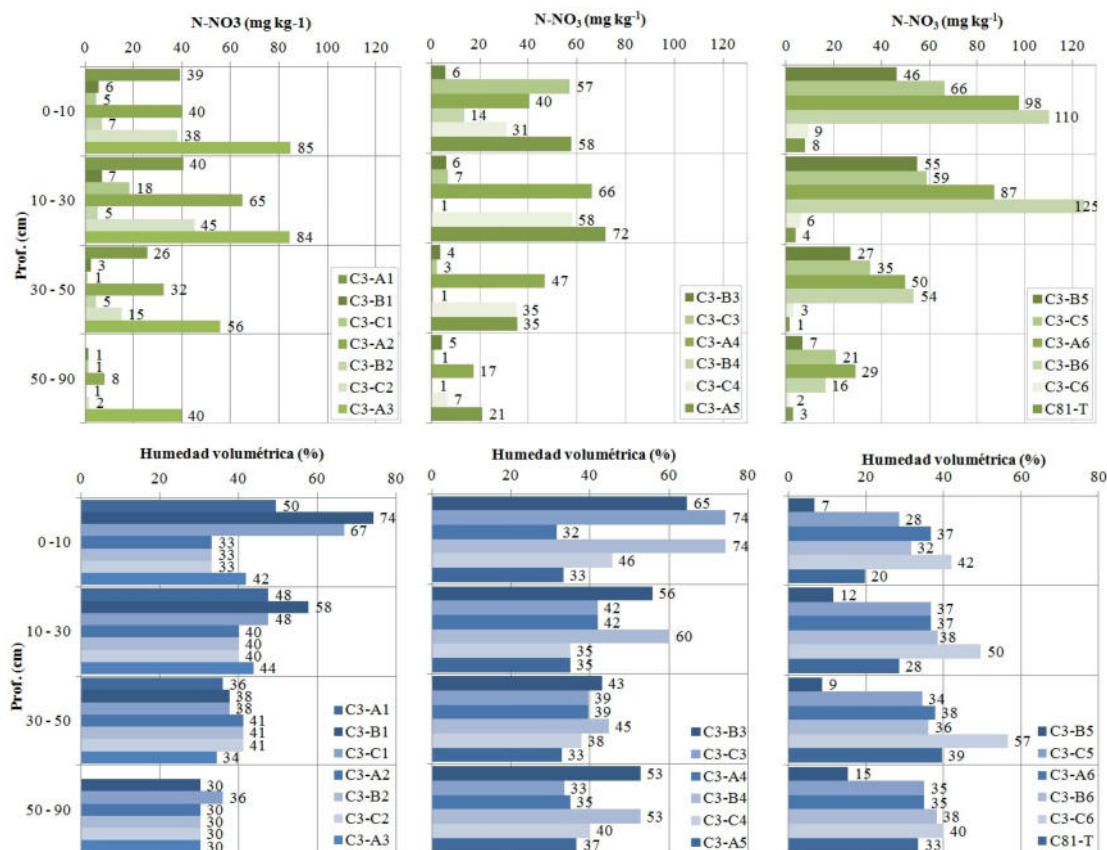 N-NO3 (mg kg-1)
0 20 40 60 80 100 120
0 -10
39
6
5
40
7
38
85
10 - 30
40
7
18
65
5
45
84
30 - 50
26
3
1
32
5
15
56
50 - 90
1
1
8
1
2
40
Prof. (cm)
C3-A1
C3-B1
C3-C1
C3-A2
C3-B2
C3-C2
C3-A3
N-NO₃ (mg kg⁻¹)
0 20 40 60 80 100 120
6
57
40
14
31
58
6
7
66
1
58
72
4
3
47
1
35
35
5
1
17
1
7
21
C3-B3
C3-C3
C3-A4
C3-B4
C3-C4
C3-A5
N-NO₃ (mg kg⁻¹)
0 20 40 60 80 100 120
46
66
98
110
9
8
55
59
87
125
6
4
27
35
50
54
3
1
7
21
29
16
2
3
C3-B5
C3-C5
C3-A6
C3-B6
C3-C6
C81-T
Humedad volumétrica (%)
0 20 40 60 80
0 -10
50
74
67
33
33
33
42
10 - 30
48
58
48
40
40
40
44
30 - 50
36
38
38
41
41
41
34
50 - 90
30
36
30
30
30
30
Prof. (cm)
C3-A1
C3-B1
C3-C1
C3-A2
C3-B2
C3-C2
C3-A3
Humedad volumétrica (%)
0 20 40 60 80
65
74
32
74
46
33
56
42
42
60
35
35
43
39
39
45
38
33
53
33
35
53
40
37
C3-B3
C3-C3
C3-A4
C3-B4
C3-C4
C3-A5
Humedad volumétrica (%)
0 20 40 60 80
7
28
37
32
42
20
12
37
37
38
50
28
9
34
38
36
57
39
15
35
35
38
40
33
C3-B5
C3-C5
C3-A6
C3-B6
C3-C6
C81-T